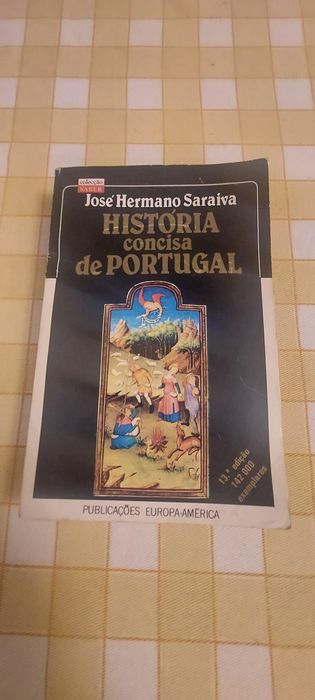 colecção
SABER
José Hermano Saraiva
HISTÓRIA
concisa
de PORTUGAL
13.ª edição
142 000
exemplares
PUBLICAÇÕES EUROPA-AMÉRICA